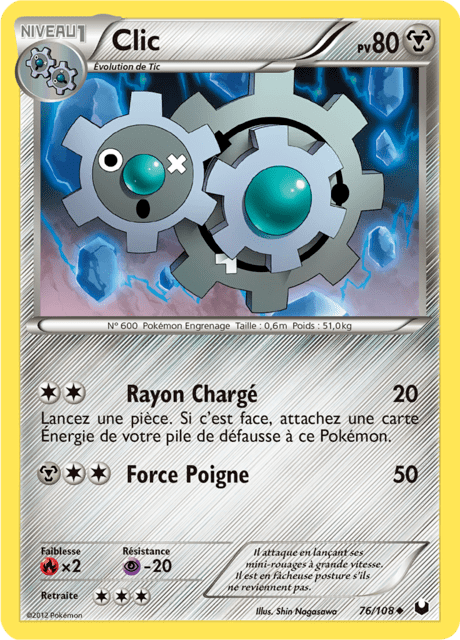 NIVEAU 1
Clic
PV 80
Évolution de Tic
N° 600 Pokémon Engrenage Taille : 0,6m Poids : 51,0kg
Rayon Chargé 20
Lancez une pièce. Si c'est face, attachez une carte
Énergie de votre pile de défausse à ce Pokémon.
Force Poigne 50
Faiblesse
×2
Résistance
-20
Retraite
Il attaque en lançant ses
mini-rouages à grande vitesse.
Il est en fâcheuse posture s'ils
ne reviennent pas.
©2012 Pokémon
Illus. Shin Nagasawa
76/108